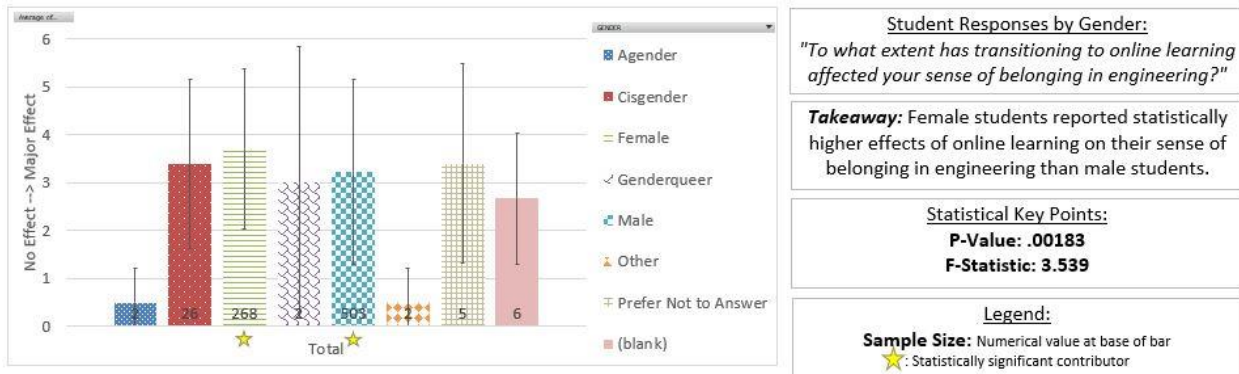 Average of...
6
5
4
3
2
1
0
No Effect --> Major Effect
2
26
268
2
503
2
5
6
Total
GENDER
Agender
Cisgender
Female
Genderqueer
Male
Other
Prefer Not to Answer
(blank)
Student Responses by Gender:
"To what extent has transitioning to online learning
affected your sense of belonging in engineering?"
Takeaway: Female students reported statistically
higher effects of online learning on their sense of
belonging in engineering than male students.
Statistical Key Points:
P-Value: .00183
F-Statistic: 3.539
Legend:
Sample Size: Numerical value at base of bar
: Statistically significant contributor